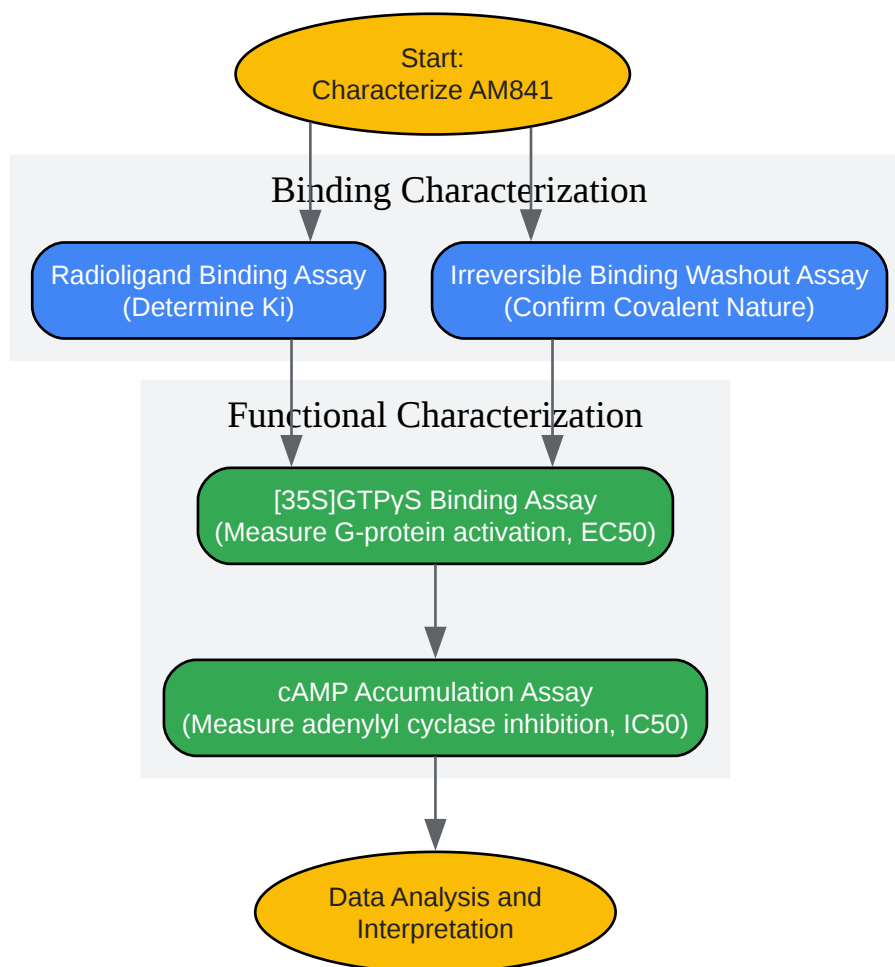 Start:
Characterize AM841
Binding Characterization
Radioligand Binding Assay
(Determine Ki)
Irreversible Binding Washout Assay
(Confirm Covalent Nature)
Functional Characterization
[35S]GTPγS Binding Assay
(Measure G-protein activation, EC50)
cAMP Accumulation Assay
(Measure adenylyl cyclase inhibition, IC50)
Data Analysis and
Interpretation